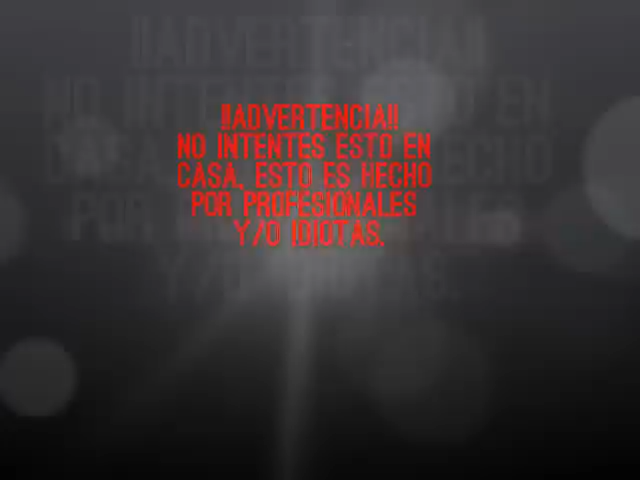 !!ADVERTENCIA!!
NO INTENTES ESTO EN
CASA, ESTO ES HECHO
POR PROFESIONALES
Y/O IDIOTAS.